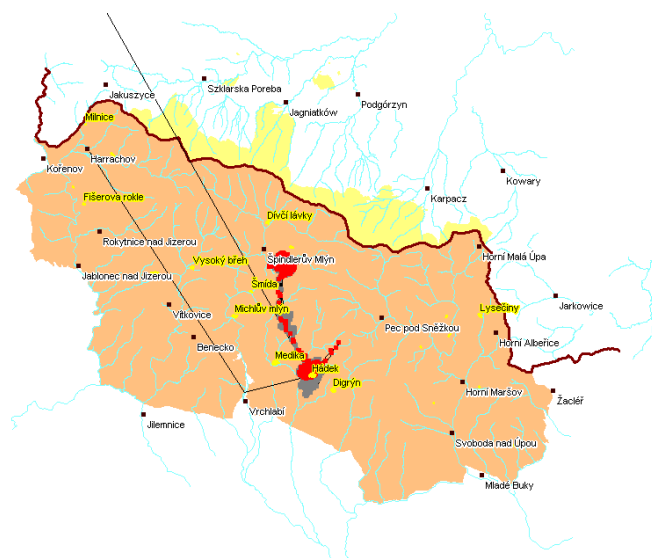 Szklarska Poreba
Jakuszyce
Podgórzyn
Jagniatków
Milnice
Harrachov
Kořenov
Kowary
Karpacz
Fišerova rokle
Dívčí lávky
Rokytnice nad Jizerou
Horní Malá Úpa
Vysoký břeh
Špindlerův Mlýn
Jablonec nad Jizerou
Šmída
Vítkovice
Michlův mlýn
Lysečiny
Jarkowice
Pec pod Sněžkou
Benecko
Horní Albeřice
Medika
Hádek
Digrýn
Horní Maršov
Žacléř
Vrchlabí
Jilemnice
Svoboda nad Úpou
Mladé Buky